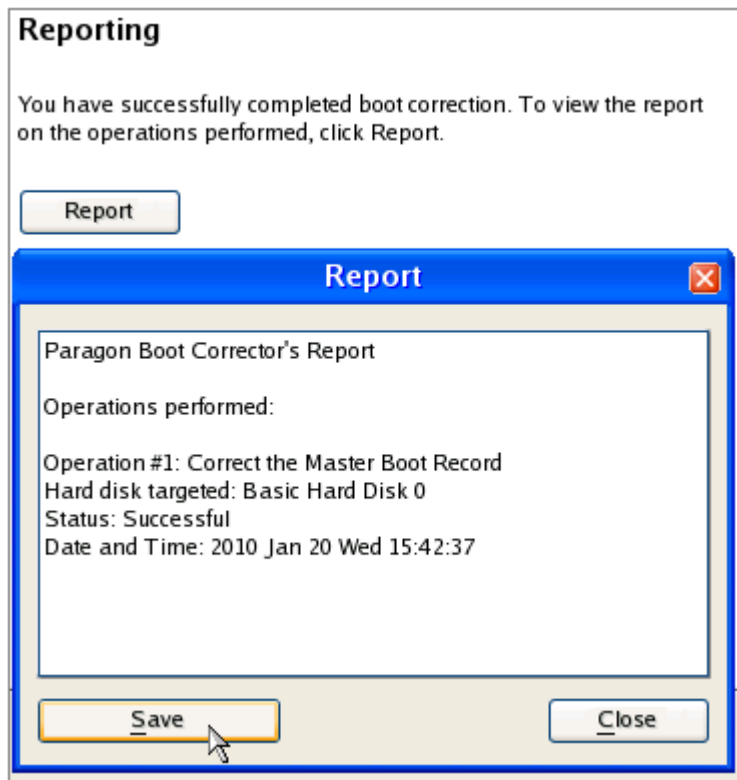 Reporting
You have successfully completed boot correction. To view the report
on the operations performed, click Report.
Report
Report
Paragon Boot Corrector's Report
Operations performed:
Operation #1: Correct the Master Boot Record
Hard disk targeted: Basic Hard Disk 0
Status: Successful
Date and Time: 2010 Jan 20 Wed 15:42:37
Save
Close